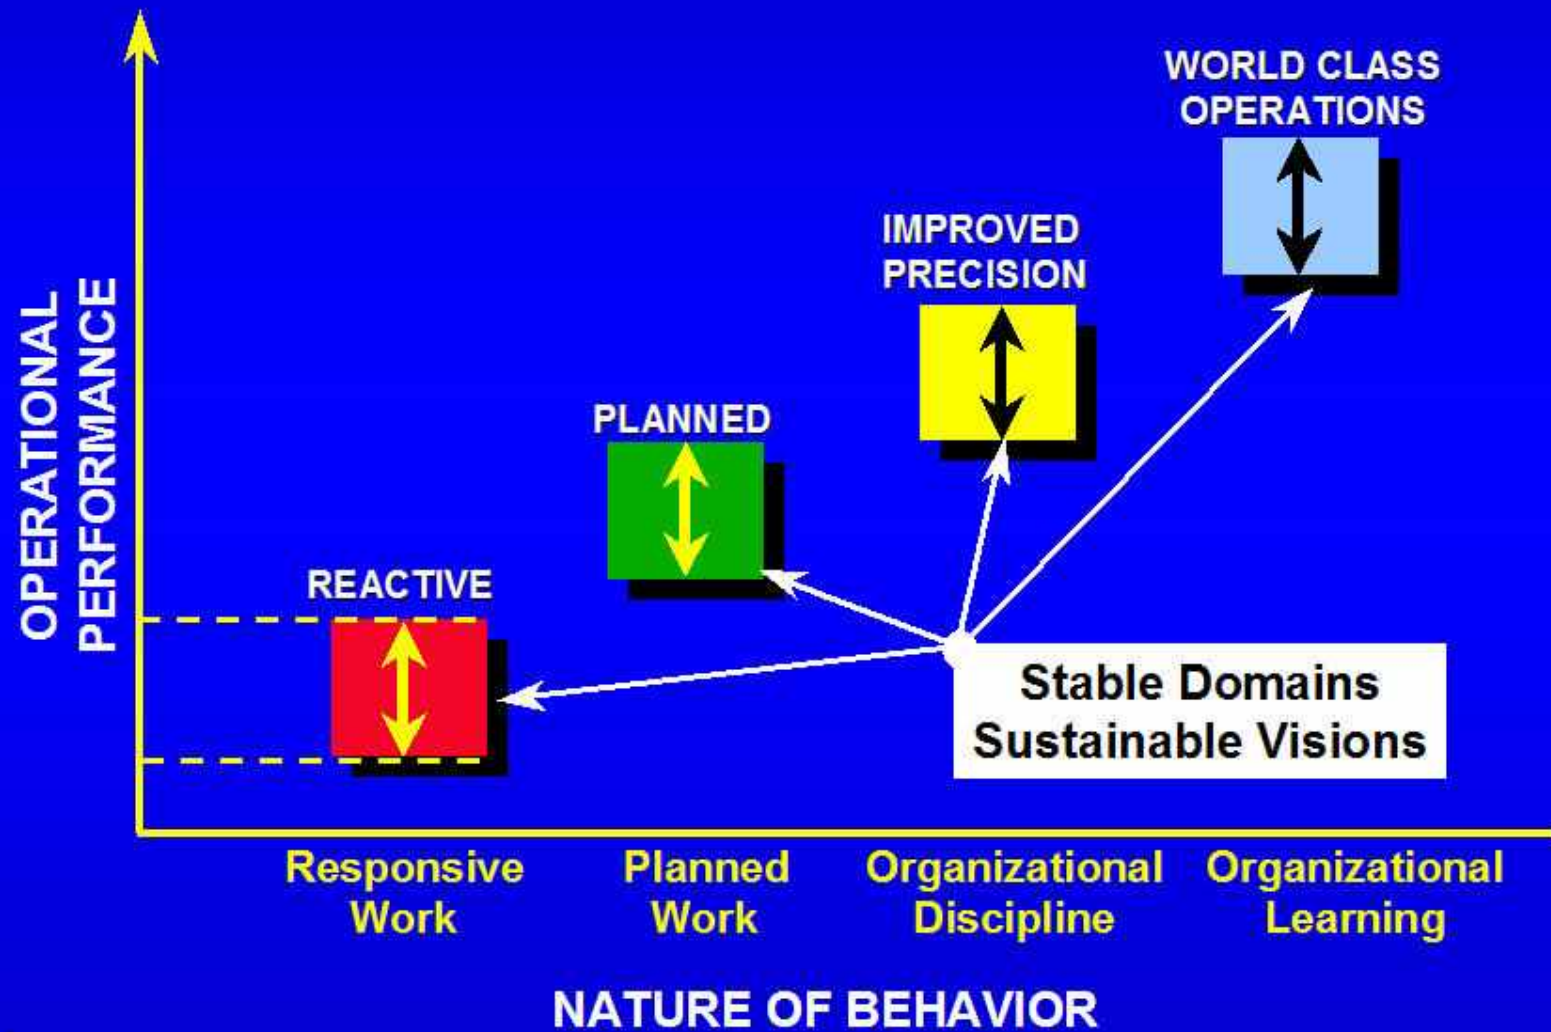 WORLD CLASS
OPERATIONS
IMPROVED
PRECISION
PLANNED
REACTIVE
OPERATIONAL
PERFORMANCE
Stable Domains
Sustainable Visions
Responsive
Work
Planned
Work
Organizational
Discipline
Organizational
Learning
NATURE OF BEHAVIOR